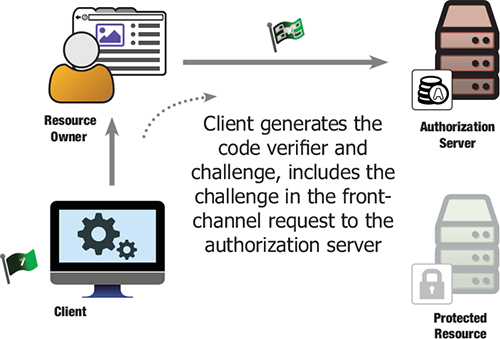 Resource
Owner
Authorization
Server
A
Client generates the
code verifier and
challenge, includes the
challenge in the front-
channel request to the
authorization server
Client
Protected
Resource